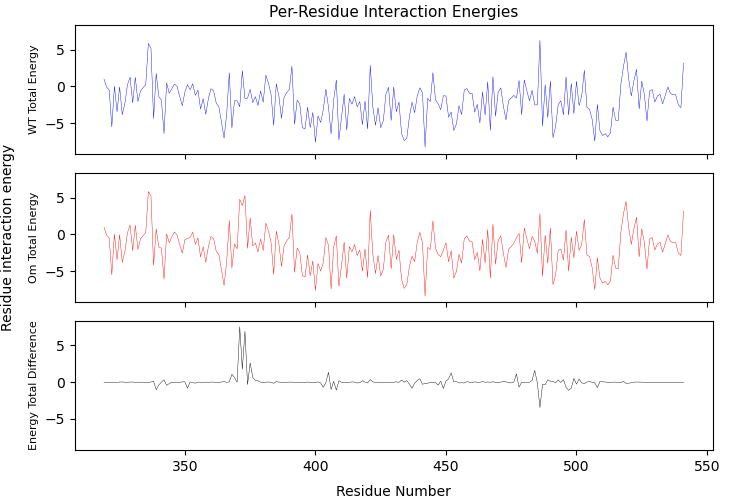 Per-Residue Interaction Energies
Residue interaction energy
WT Total Energy
5
0
−5
Om Total Energy
5
0
−5
Energy Total Difference
5
0
−5
350
400
450
500
550
Residue Number